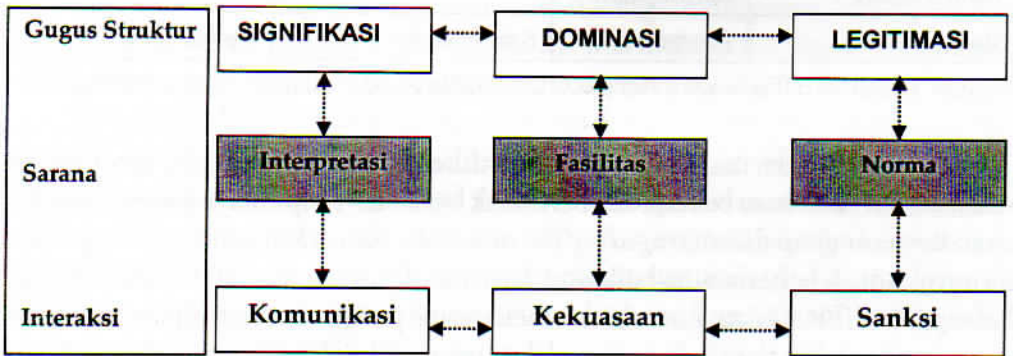 Gugus Struktur SIGNIFIKASI DOMINASI LEGITIMASI
Sarana Interpretasi Fasilitas Norma
Interaksi Komunikasi Kekuasaan Sanksi